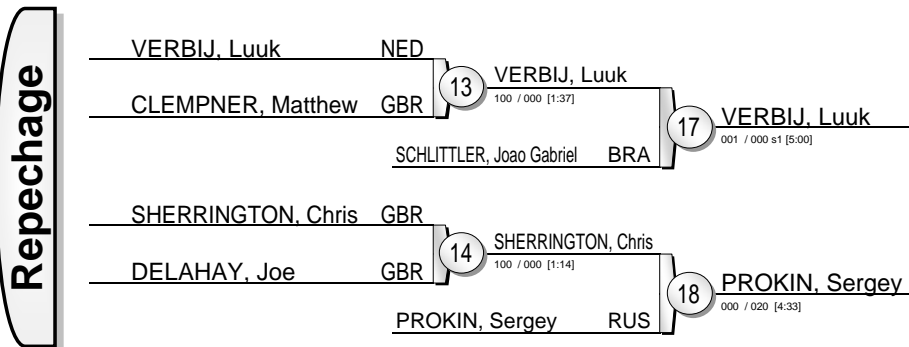 Repechage
VERBIJ, Luuk NED
CLEMPNER, Matthew GBR
13
VERBIJ, Luuk
100 / 000 [1:37]
SCHLITTLER, Joao Gabriel BRA
17
VERBIJ, Luuk
001 / 000 s1 [5:00]
SHERRINGTON, Chris GBR
DELAHAY, Joe GBR
14
SHERRINGTON, Chris
100 / 000 [1:14]
PROKIN, Sergey RUS
18
PROKIN, Sergey
000 / 020 [4:33]